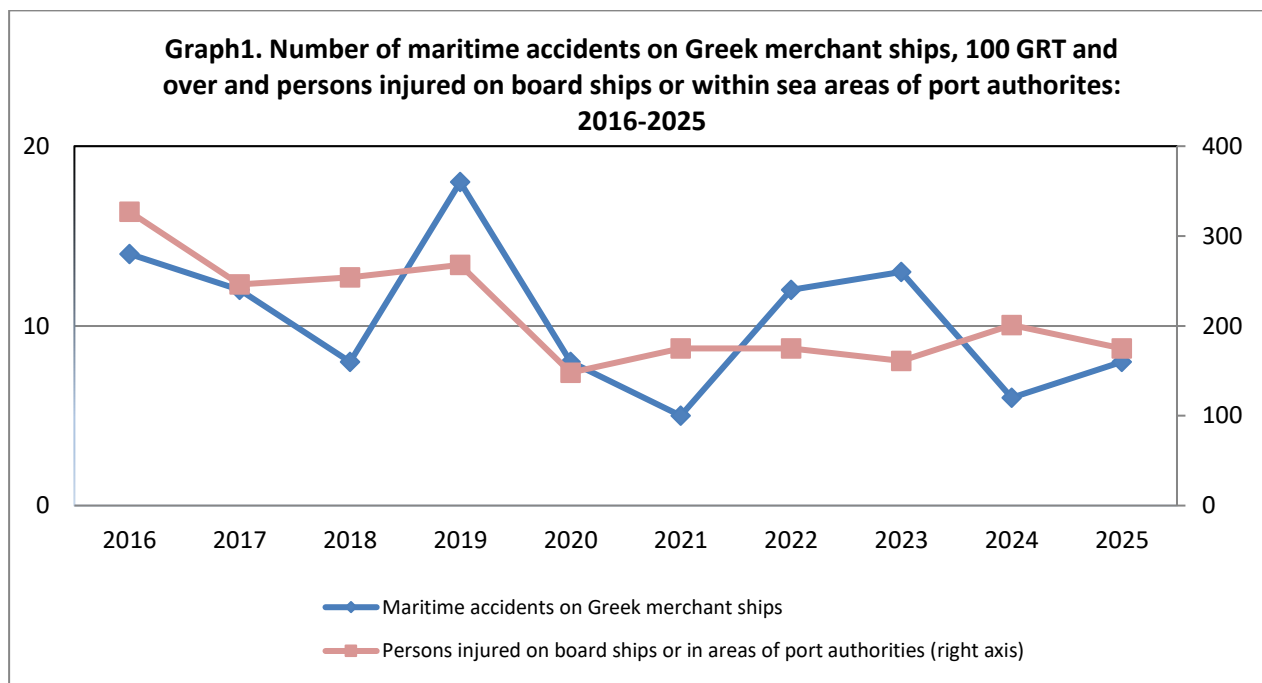 Graph1. Number of maritime accidents on Greek merchant ships, 100 GRT and
over and persons injured on board ships or within sea areas of port authorites:
2016-2025
20
400
300
10
200
100
0
0
2016 2017 2018 2019 2020 2021 2022 2023 2024 2025
Maritime accidents on Greek merchant ships
Persons injured on board ships or in areas of port authorities (right axis)